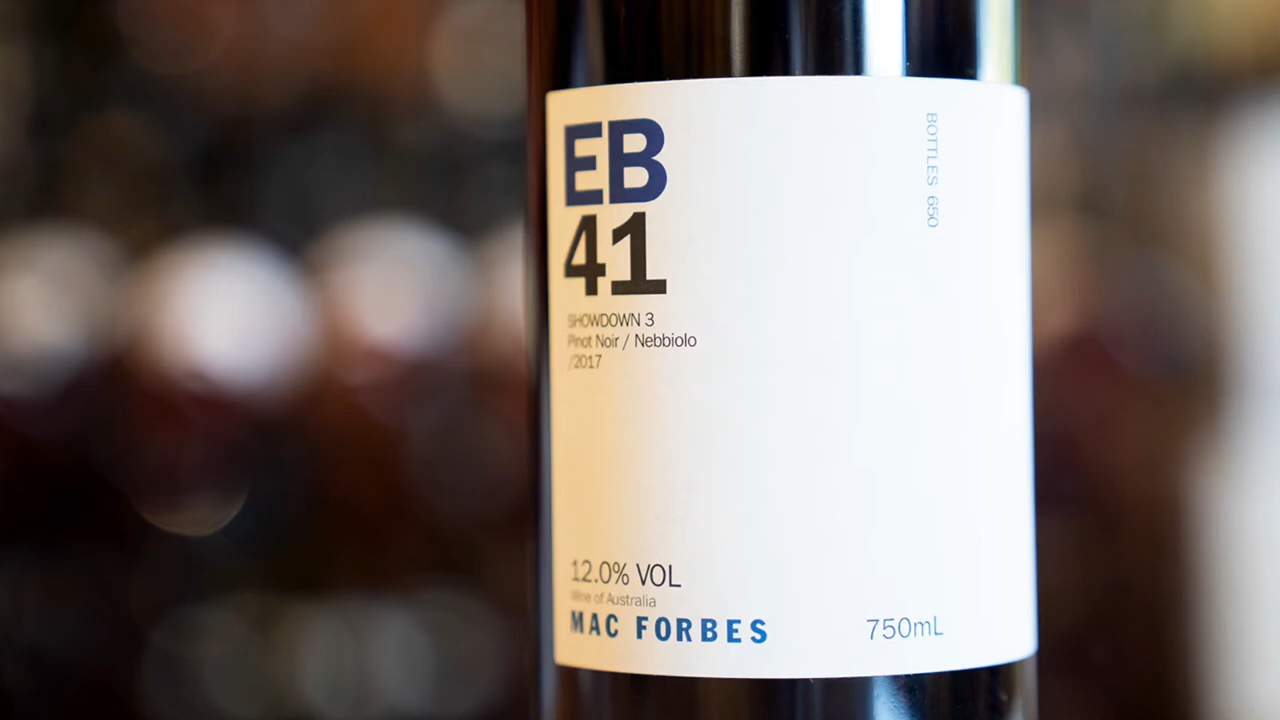 EB
41
SHOWDOWN 3
Pinot Noir / Nebbiolo
/2017
BOTTLES 650
12.0% VOL
Wine of Australia
MAC FORBES
750mL